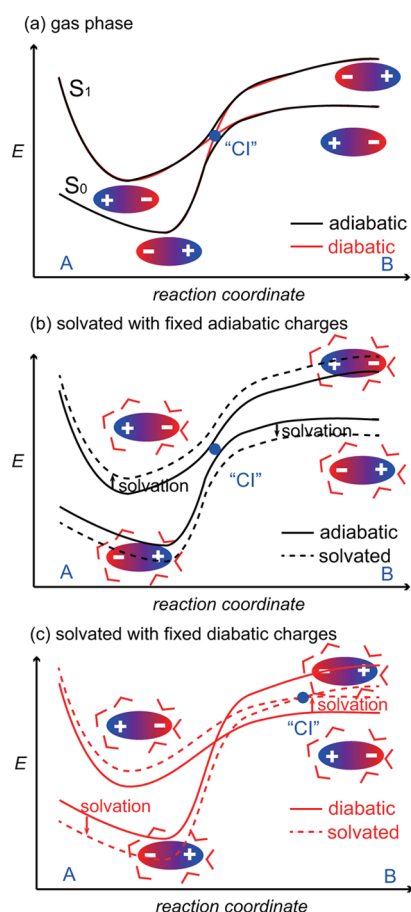 (a) gas phase
S1
− +
E
"CI"
S0
+ −
+ −
− +
adiabatic
diabatic
A
B
reaction coordinate
(b) solvated with fixed adiabatic charges
+ −
+ −
solvation
solvation
E
"CI"
− +
− +
adiabatic
solvated
A
B
reaction coordinate
(c) solvated with fixed diabatic charges
− +
+ −
solvation
"CI"
E
+ −
solvation
diabatic
− +
solvated
A
B
reaction coordinate